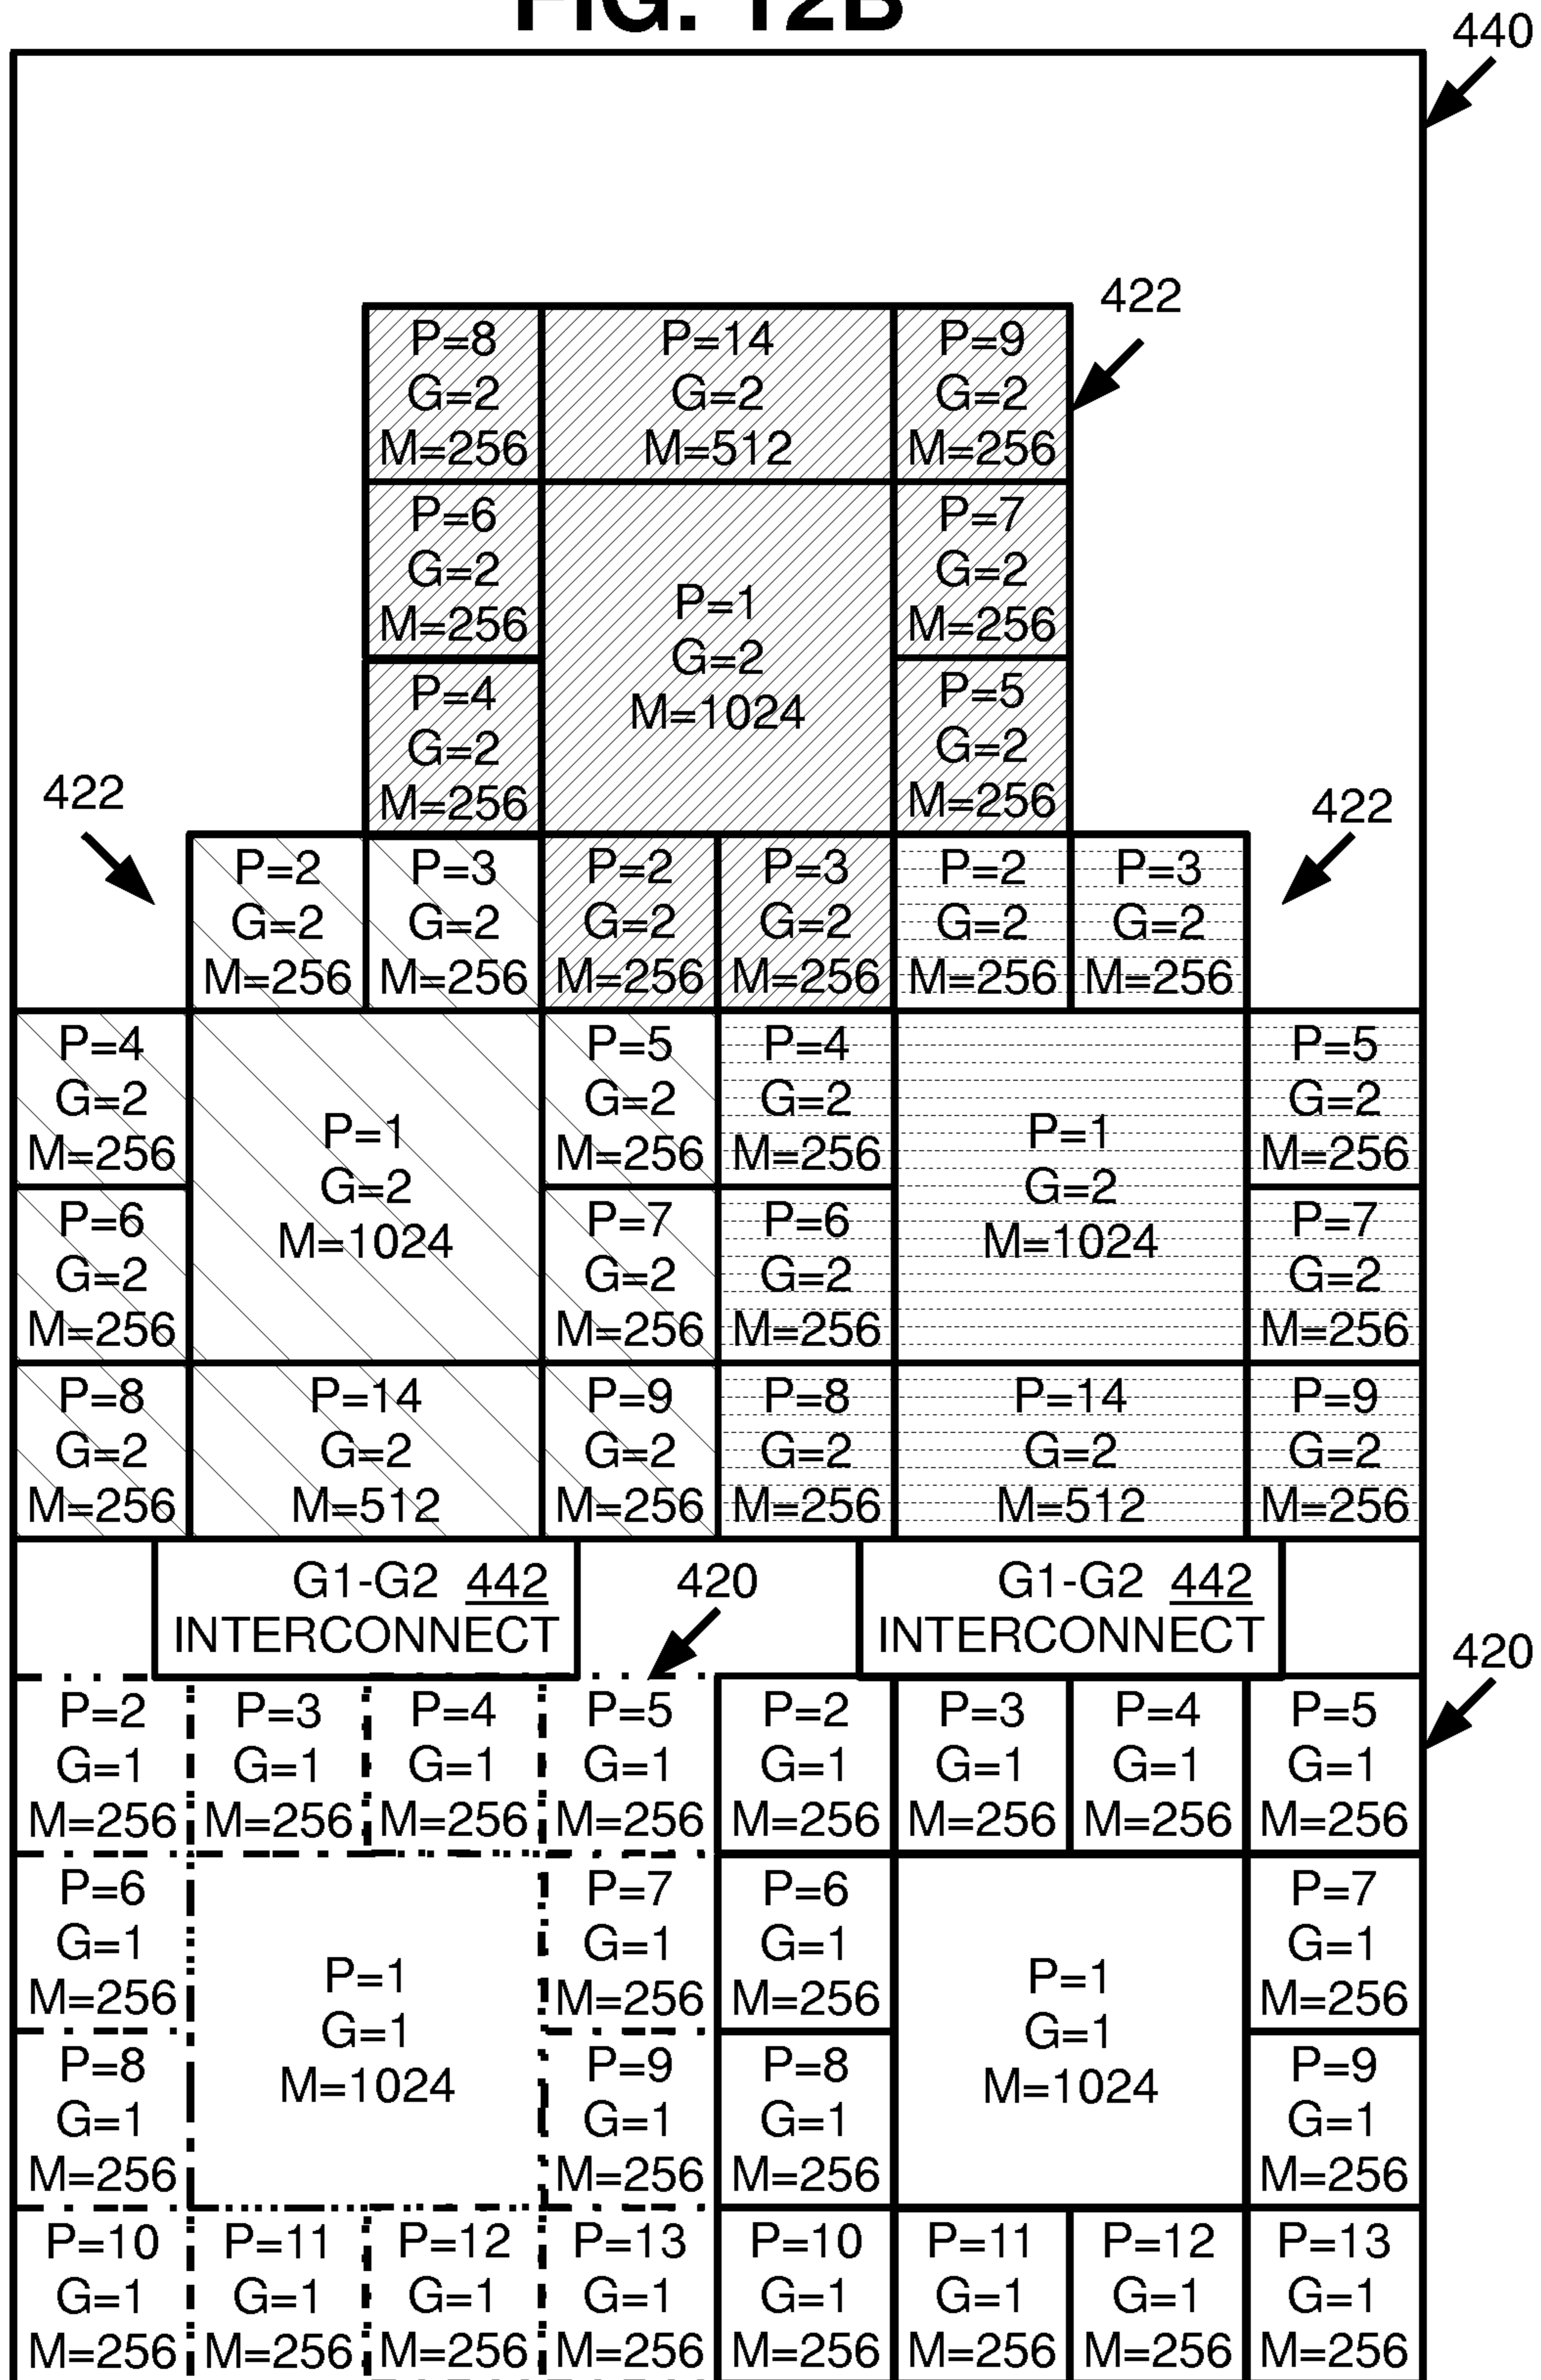 FIG. 12B
440
422
P=8 P=14 P=9
G=2 G=2 G=2
M=256 M=512 M=256
P=6 P=7
G=2 G=2
M=256 M=256
P=1
G=2
M=1024
P=4 P=5
G=2 G=2
M=256 M=256
422
422
P=2 P=3 P=2 P=3 P=2 P=3
G=2 G=2 G=2 G=2 G=2 G=2
M=256 M=256 M=256 M=256 M=256 M=256
P=4 P=5 P=4 P=5
G=2 G=2 G=2 G=2
M=256 M=256 M=256 M=256
P=1 P=1
G=2 G=2
M=1024 M=1024
P=6 P=7 P=6 P=7
G=2 G=2 G=2 G=2
M=256 M=256 M=256 M=256
P=8 P=14 P=9 P=8 P=14 P=9
G=2 G=2 G=2 G=2 G=2 G=2
M=256 M=512 M=256 M=256 M=512 M=256
G1-G2 442 420 G1-G2 442
INTERCONNECT INTERCONNECT
420
P=2 P=3 P=4 P=5 P=2 P=3 P=4 P=5
G=1 G=1 G=1 G=1 G=1 G=1 G=1 G=1
M=256 M=256 M=256 M=256 M=256 M=256 M=256 M=256
P=6 P=7 P=6 P=7
G=1 G=1 G=1 G=1
M=256 M=256 M=256 M=256
P=1 P=1
G=1 G=1
M=1024 M=1024
P=8 P=9 P=8 P=9
G=1 G=1 G=1 G=1
M=256 M=256 M=256 M=256
P=10 P=11 P=12 P=13 P=10 P=11 P=12 P=13
G=1 G=1 G=1 G=1 G=1 G=1 G=1 G=1
M=256 M=256 M=256 M=256 M=256 M=256 M=256 M=256